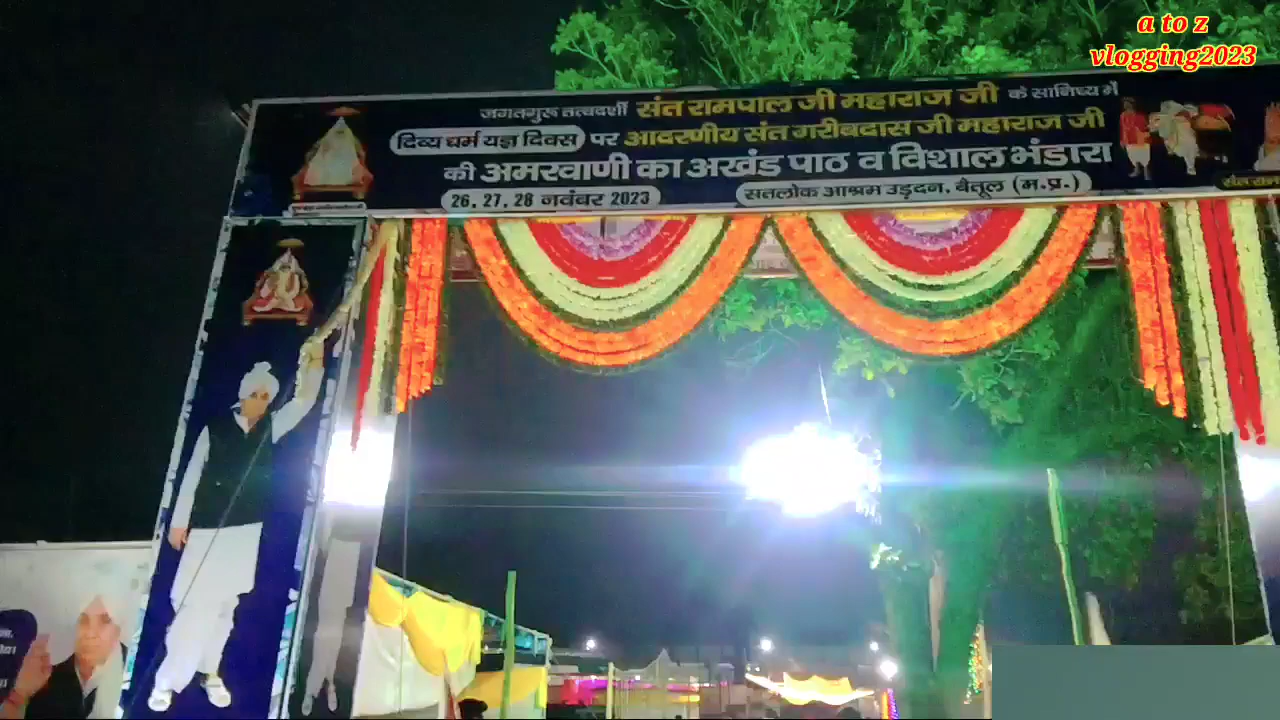 a to z
vlogging2023
जगतगुरु तत्वदर्शी संत रामपाल जी महाराज जी के सानिध्य में
दिव्य धर्म यज्ञ दिवस पर आदरणीय संत गरीबदास जी महाराज जी
की अमरवाणी का अखंड पाठ व विशाल भंडारा
26, 27, 28 नवंबर 2023 सतलोक आश्रम उड़दन, बैतूल (म.प्र.)